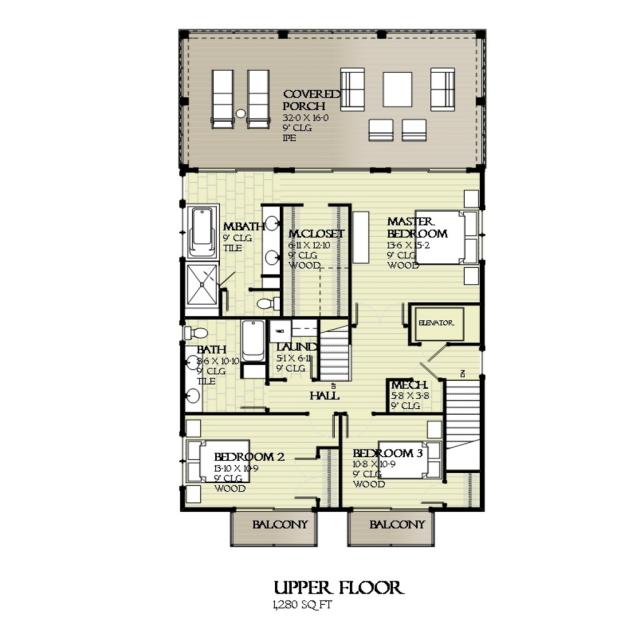 COVERED
PORCH
32-0 X 16-0
9' CLG
IPE
M.BATH
9' CLG
TILE
M.CLOSET
6-11 X 12-10
9' CLG
WOOD
MASTER
BEDROOM
13-6 X 15-2
9' CLG
WOOD
ELEVATOR
BATH
8-6 X 10-10
9' CLG
TILE
LAUND
5-1 X 6-11
9' CLG
HALL
MECH.
5-8 X 3-8
9' CLG
BEDROOM 2
13-10 X 10-9
9' CLG
WOOD
BEDROOM 3
10-8 X 10-9
9' CLG
WOOD
BALCONY
BALCONY
UPPER FLOOR
1,280 SQ FT